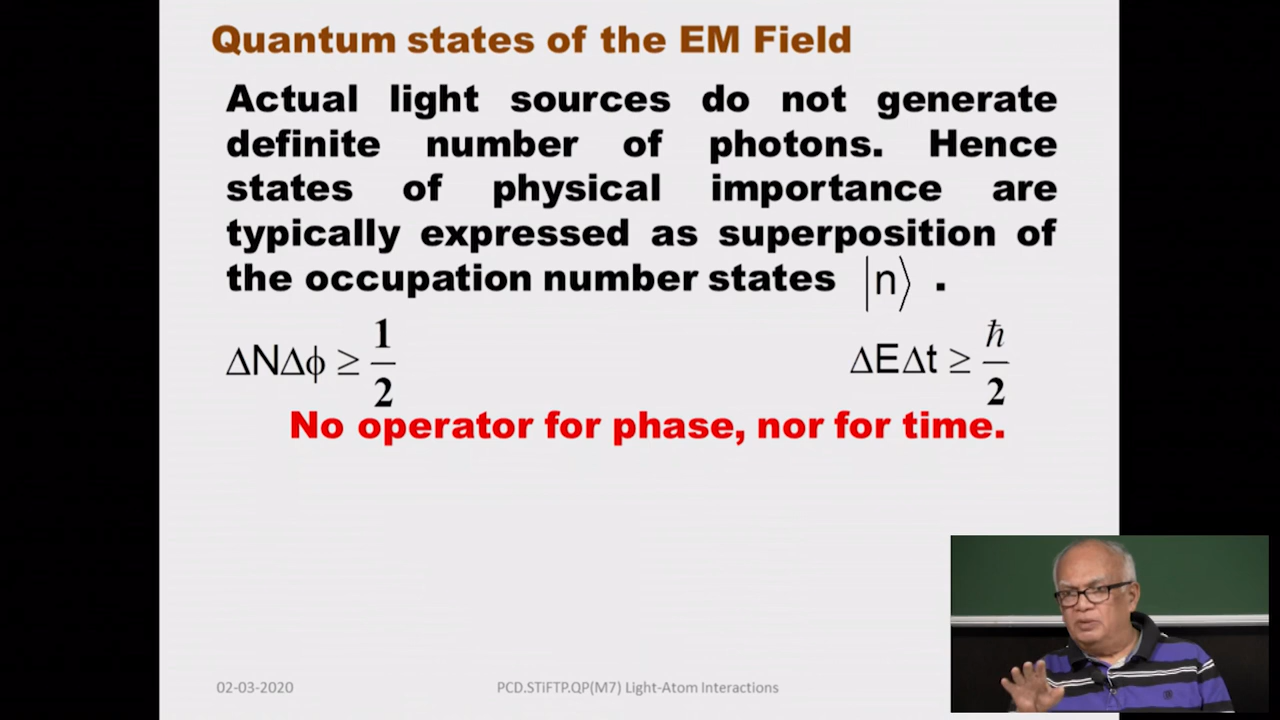 Quantum states of the EM Field
Actual light sources do not generate
definite number of photons. Hence
states of physical importance are
typically expressed as superposition of
the occupation number states |n⟩ .
ΔNΔϕ ≥ 1/2
ΔEΔt ≥ ℏ/2
No operator for phase, nor for time.
02-03-2020
PCD.STiFTP.QP(M7) Light-Atom Interactions